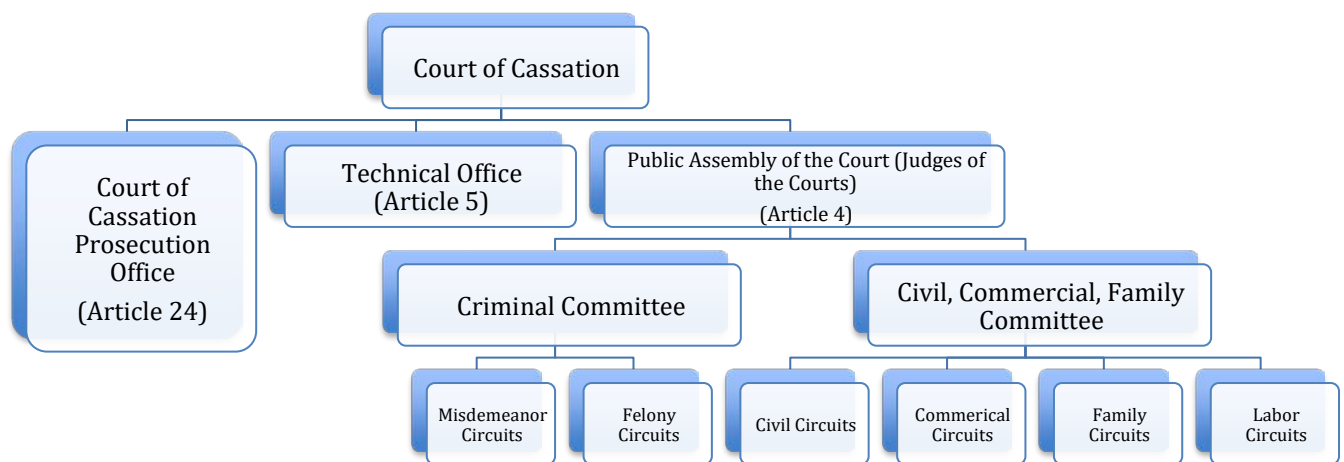 Court of Cassation
Court of
Cassation
Prosecution
Office
(Article 24)
Technical Office
(Article 5)
Public Assembly of the Court (Judges of
the Courts)
(Article 4)
Criminal Committee
Civil, Commercial, Family
Committee
Misdemeanor
Circuits
Felony
Circuits
Civil Circuits
Commerical
Circuits
Family
Circuits
Labor
Circuits